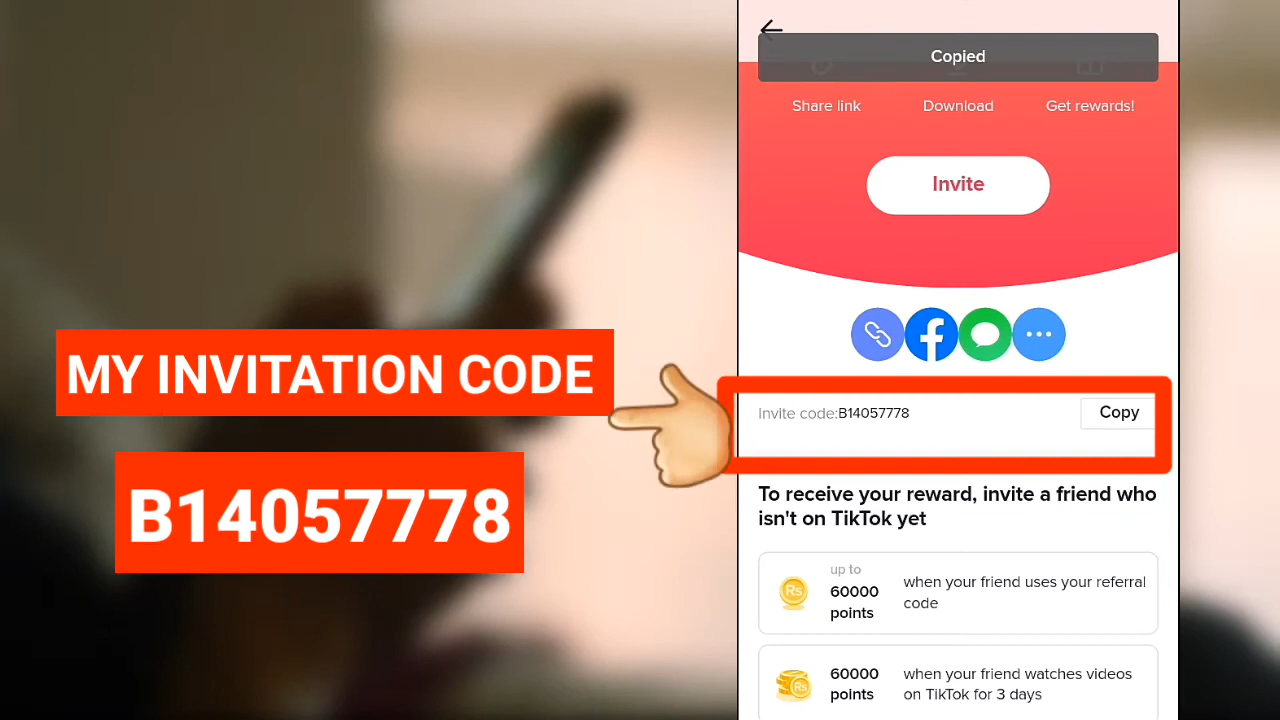 MY INVITATION CODE
B14057778
Copied
Share link
Download
Get rewards!
Invite
Invite code:B14057778
Copy
To receive your reward, invite a friend who
isn't on TikTok yet
Rs
up to
60000
points
when your friend uses your referral
code
Rs
60000
points
when your friend watches videos
on TikTok for 3 days